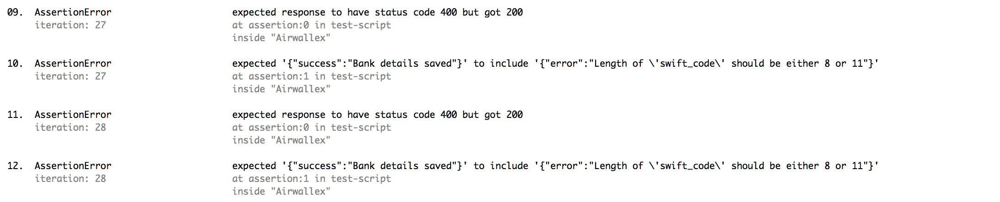 09. AssertionError expected response to have status code 400 but got 200
iteration: 27 at assertion:0 in test-script
inside "Airwallex"
10. AssertionError expected '{"success":"Bank details saved"}' to include '{"error":"Length of \'swift_code\' should be either 8 or 11"}'
iteration: 27 at assertion:1 in test-script
inside "Airwallex"
11. AssertionError expected response to have status code 400 but got 200
iteration: 28 at assertion:0 in test-script
inside "Airwallex"
12. AssertionError expected '{"success":"Bank details saved"}' to include '{"error":"Length of \'swift_code\' should be either 8 or 11"}'
iteration: 28 at assertion:1 in test-script
inside "Airwallex"